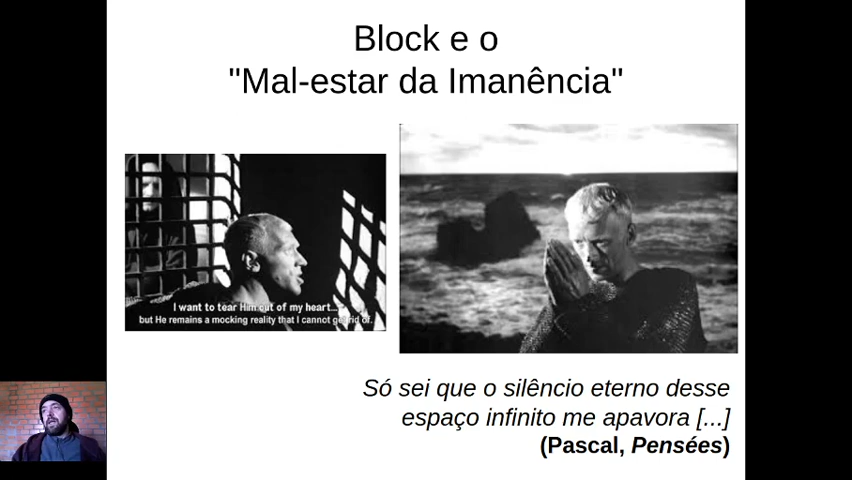 Block e o
"Mal-estar da Imanência"
I want to tear Him out of my heart...
but He remains a mocking reality that I cannot get rid of.
Só sei que o silêncio eterno desse
espaço infinito me apavora [...]
(Pascal, Pensées)